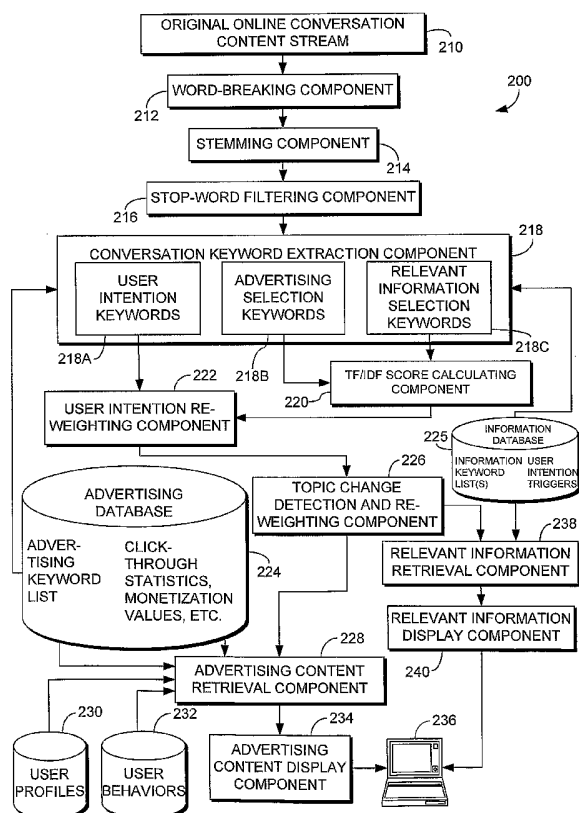 ORIGINAL ONLINE CONVERSATION
CONTENT STREAM
210
WORD-BREAKING COMPONENT
212
200
STEMMING COMPONENT
214
STOP-WORD FILTERING COMPONENT
216
218
CONVERSATION KEYWORD EXTRACTION COMPONENT
USER
INTENTION
KEYWORDS
218A
ADVERTISING
SELECTION
KEYWORDS
218B
RELEVANT
INFORMATION
SELECTION
KEYWORDS
218C
222
USER INTENTION RE-
WEIGHTING COMPONENT
TF/IDF SCORE CALCULATING
COMPONENT
220
225
INFORMATION
DATABASE
INFORMATION
KEYWORD
LIST(S)
USER
INTENTION
TRIGGERS
226
TOPIC CHANGE
DETECTION AND RE-
WEIGHTING COMPONENT
ADVERTISING
DATABASE
ADVER-
TISING
KEYWORD
LIST
CLICK-
THROUGH
STATISTICS,
MONETIZATION
VALUES, ETC.
224
238
RELEVANT INFORMATION
RETRIEVAL COMPONENT
RELEVANT INFORMATION
DISPLAY COMPONENT
240
228
ADVERTISING CONTENT
RETRIEVAL COMPONENT
230
USER
PROFILES
232
USER
BEHAVIORS
234
ADVERTISING
CONTENT DISPLAY
COMPONENT
236